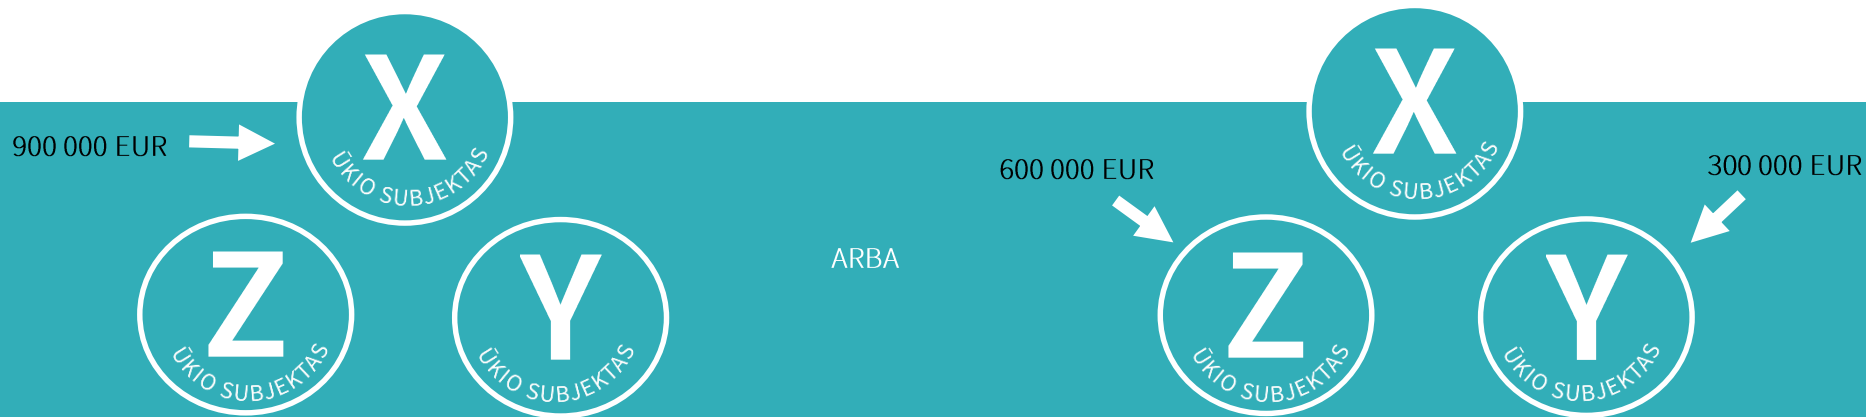 900 000 EUR
X
ŪKIO SUBJEKTAS
Z
ŪKIO SUBJEKTAS
Y
ŪKIO SUBJEKTAS
ARBA
600 000 EUR
X
ŪKIO SUBJEKTAS
300 000 EUR
Z
ŪKIO SUBJEKTAS
Y
ŪKIO SUBJEKTAS